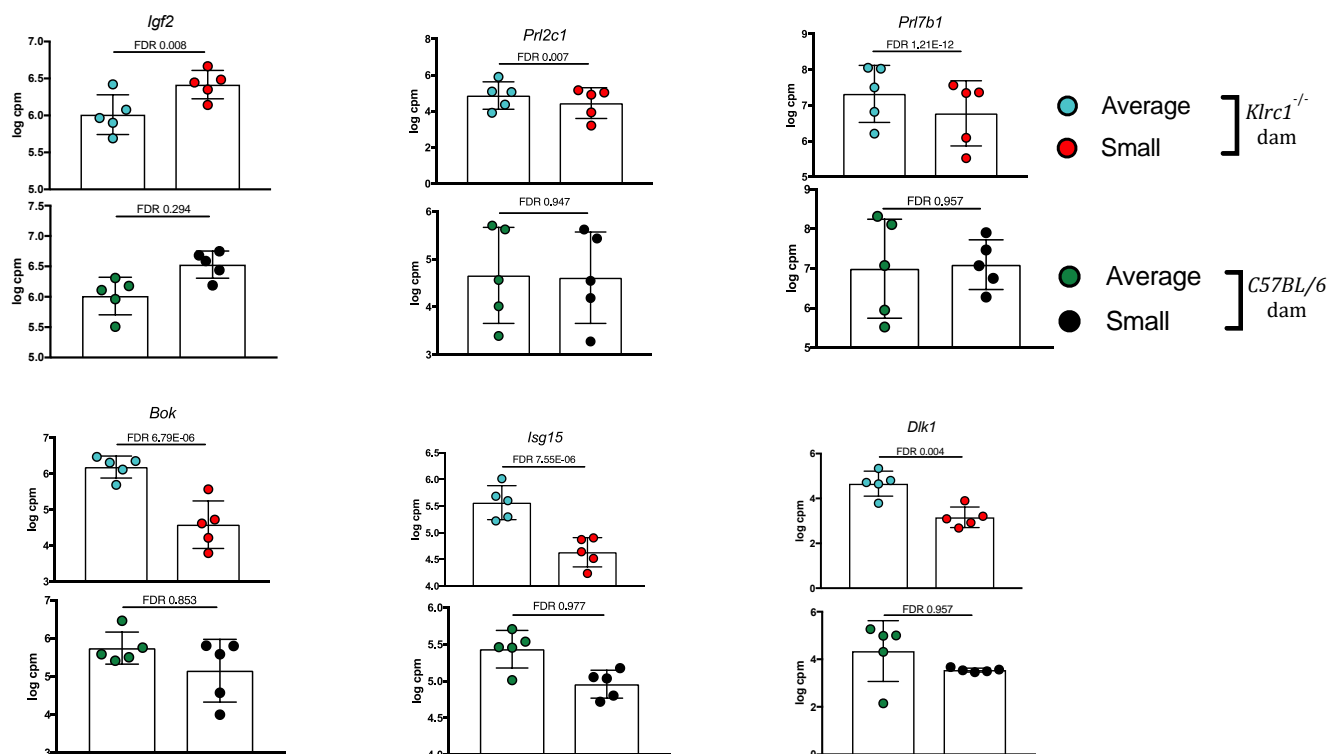 Igf2
FDR 0.008
7.0
6.5
6.0
5.5
5.0
log cpm
FDR 0.294
7.5
7.0
6.5
6.0
5.5
5.0
log cpm
Prl2c1
FDR 0.007
8
6
4
2
0
log cpm
FDR 0.947
6
5
4
3
log cpm
Prl7b1
FDR 1.21E-12
9
8
7
6
5
log cpm
FDR 0.957
9
8
7
6
5
log cpm
Average
Small
Klrc1-/-
dam
Average
Small
C57BL/6
dam
Bok
FDR 6.79E-06
7
6
5
4
3
log cpm
FDR 0.853
7
6
5
4
3
log cpm
Isg15
FDR 7.55E-06
6.5
6.0
5.5
5.0
4.5
4.0
log cpm
FDR 0.977
6.0
5.5
5.0
4.5
4.0
log cpm
Dlk1
FDR 0.004
6
4
2
0
log cpm
FDR 0.957
6
4
2
0
log cpm